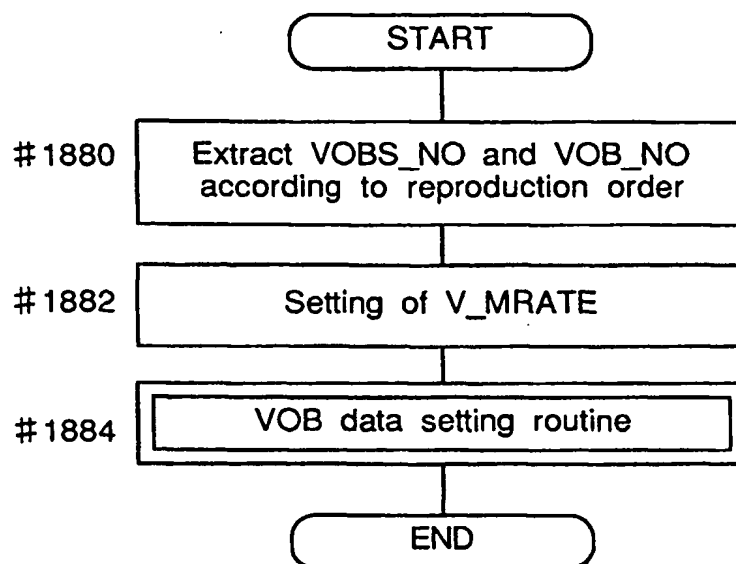 START
#1880
Extract VOBS_NO and VOB_NO
according to reproduction order
#1882
Setting of V_MRATE
#1884
VOB data setting routine
END